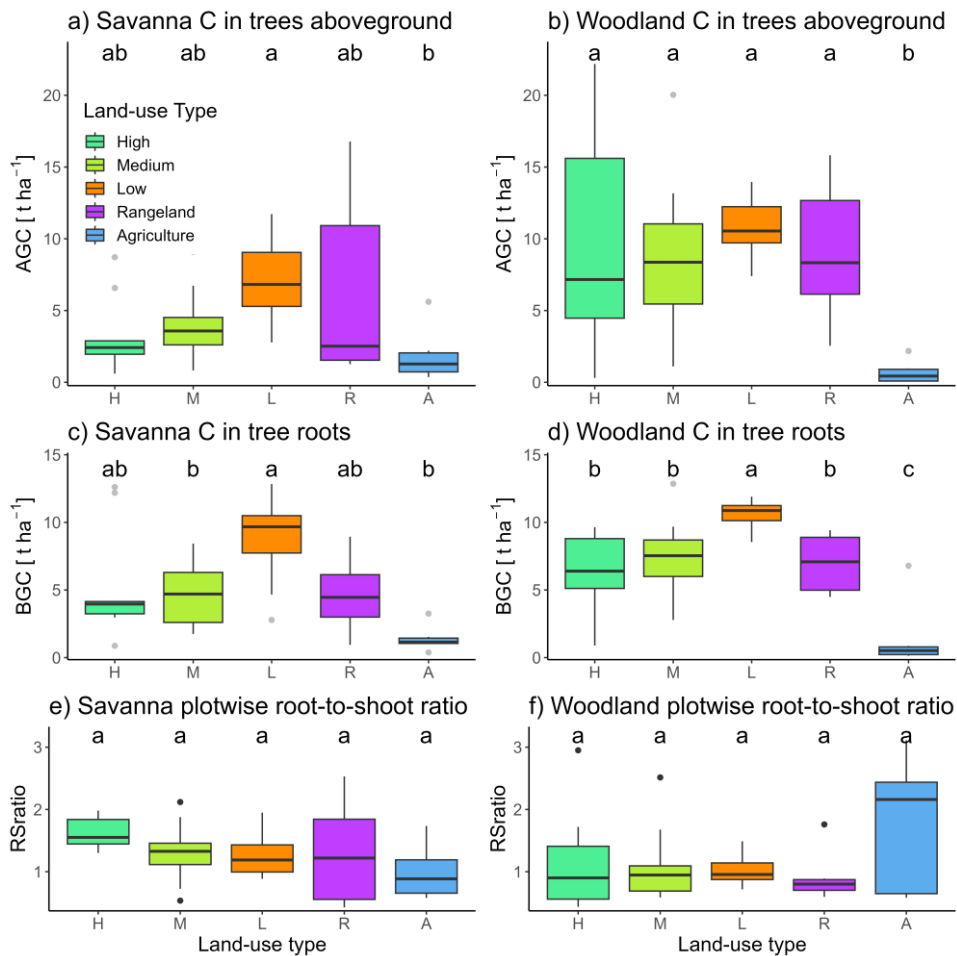 a) Savanna C in trees aboveground
ab ab a ab b
AGC [ t ha⁻¹]
20
15
10
5
0
Land-use Type
High
Medium
Low
Rangeland
Agriculture
H M L R A
b) Woodland C in trees aboveground
a a a a b
AGC [ t ha⁻¹]
20
15
10
5
0
H M L R A
c) Savanna C in tree roots
ab b a ab b
BGC [ t ha⁻¹]
15
10
5
0
H M L R A
d) Woodland C in tree roots
b b a b c
BGC [ t ha⁻¹]
15
10
5
0
H M L R A
e) Savanna plotwise root-to-shoot ratio
a a a a a
RSratio
3
2
1
H M L R A
Land-use type
f) Woodland plotwise root-to-shoot ratio
a a a a a
RSratio
3
2
1
H M L R A
Land-use type